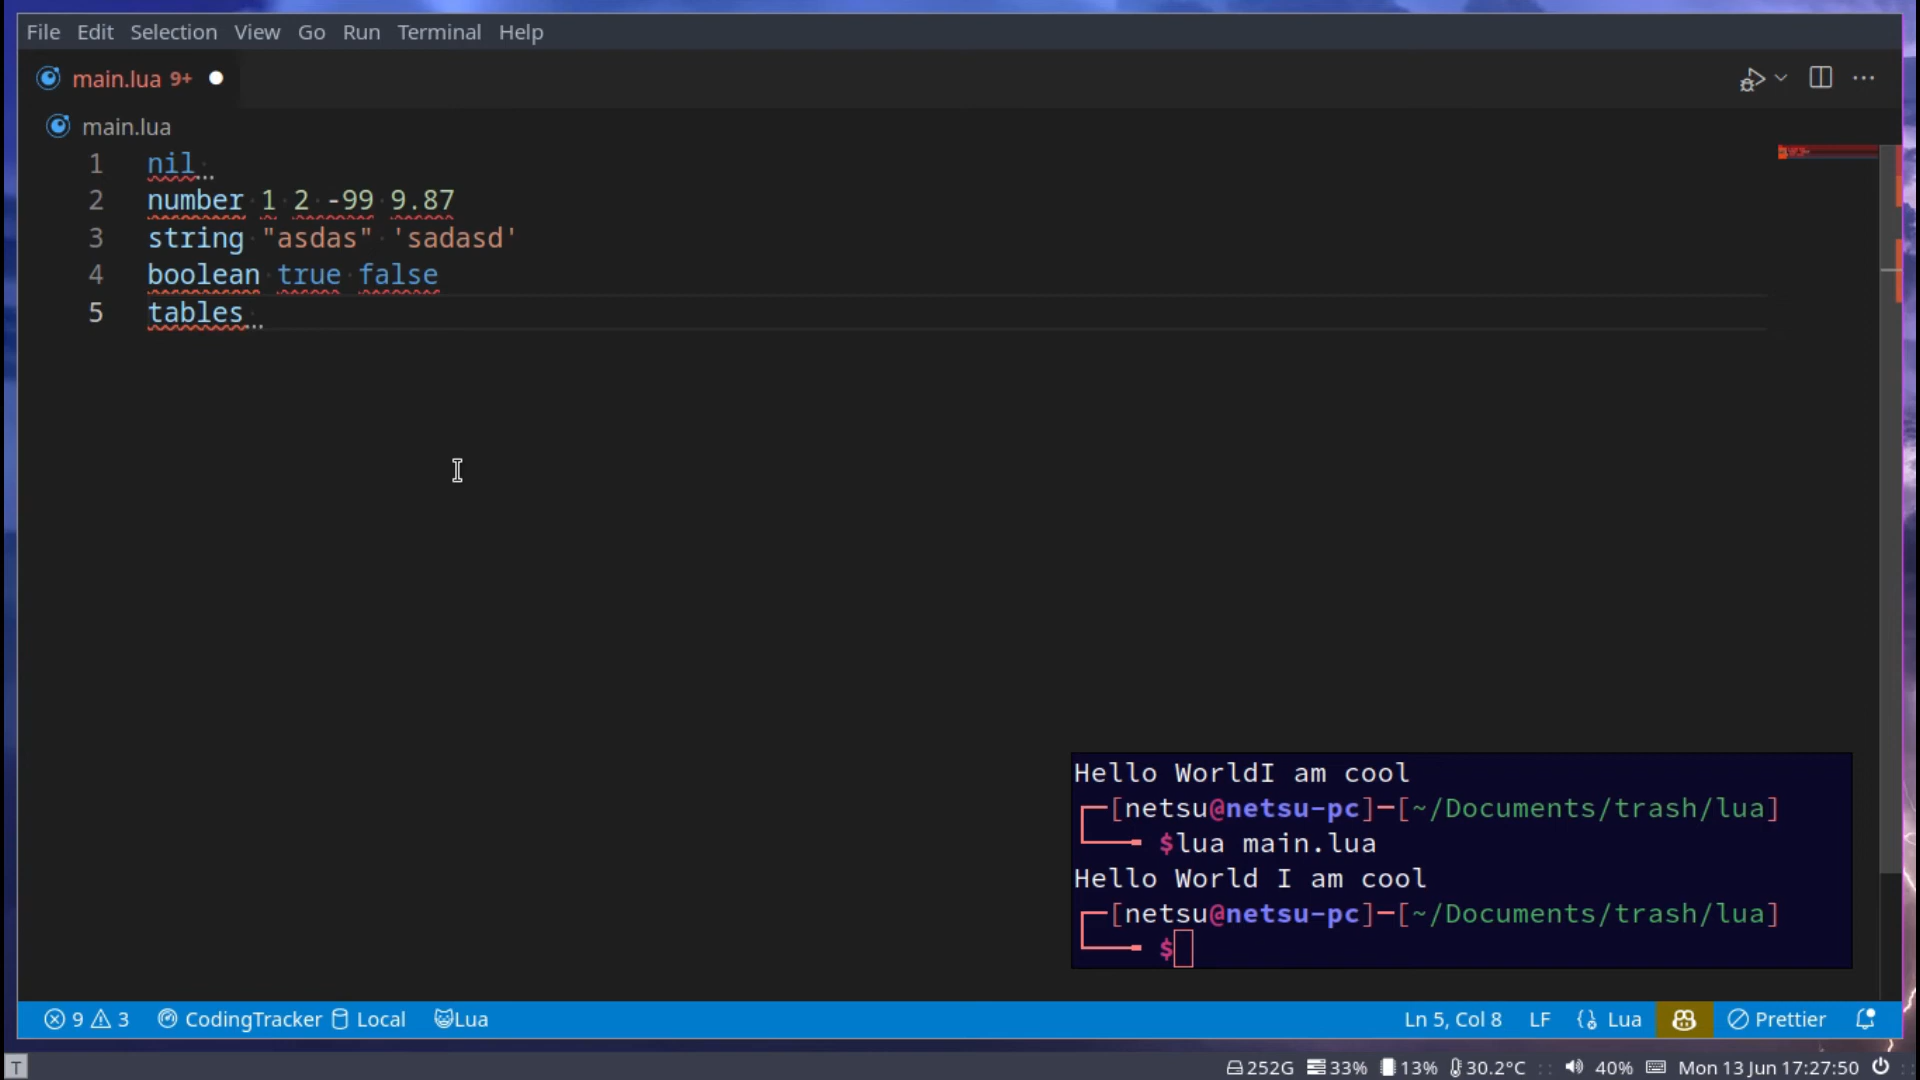 File Edit Selection View Go Run Terminal Help
main.lua 9+
main.lua
1 nil
2 number 1 2 -99 9.87
3 string "asdas" 'sadasd'
4 boolean true false
5 tables
Hello WorldI am cool
[netsu@netsu-pc]-[~/Documents/trash/lua]
$lua main.lua
Hello World I am cool
[netsu@netsu-pc]-[~/Documents/trash/lua]
$
9 3 CodingTracker Local Lua Ln 5, Col 8 LF Lua Prettier
T 252G 33% 13% 30.2°C 40% Mon 13 Jun 17:27:50